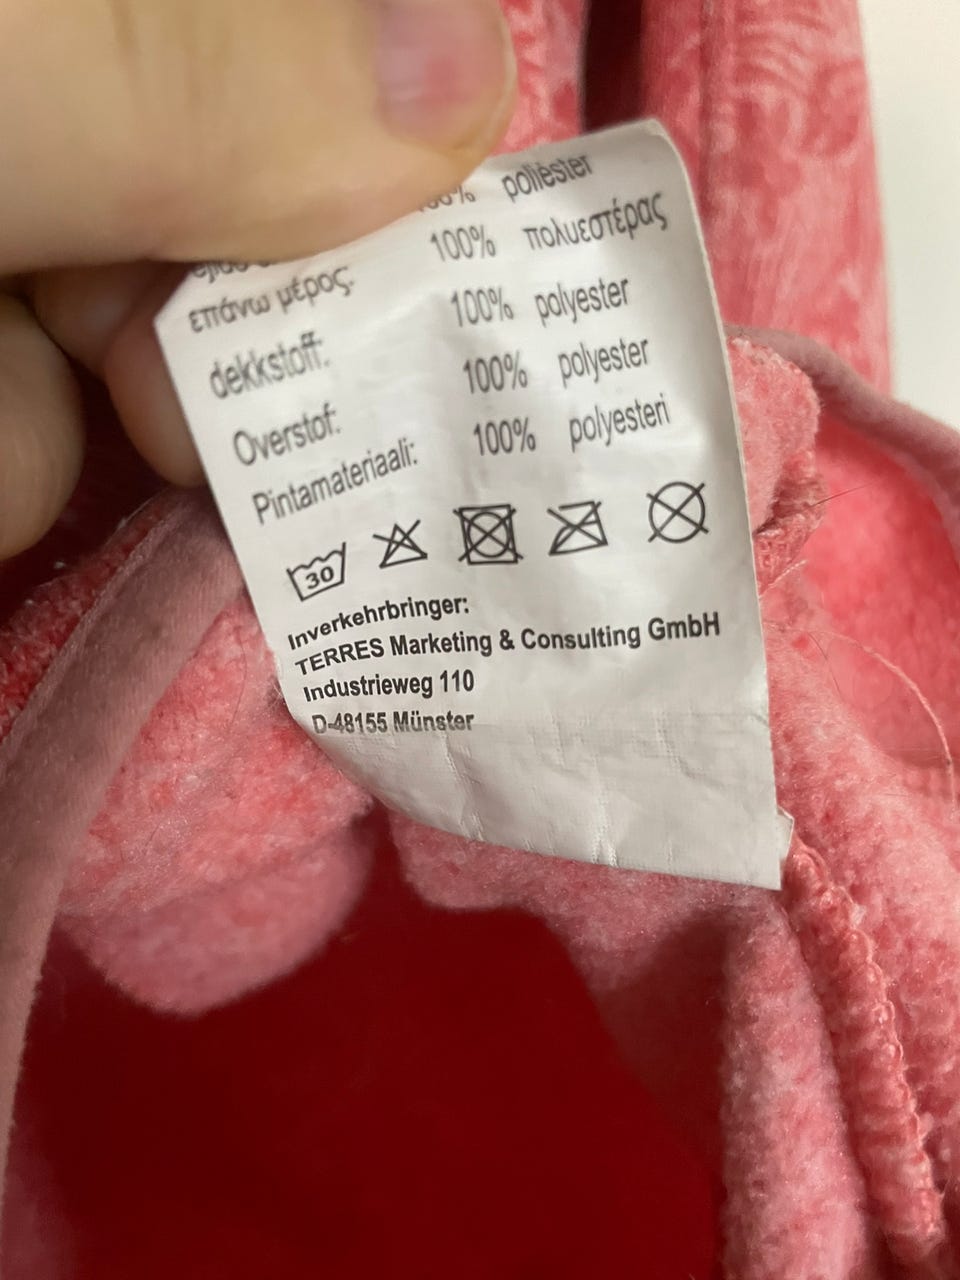 poliéster
επάνω μέρος. 100% πολυεστέρας
dekkstoff: 100% polyester
Overstof: 100% polyester
Pintamateriaali: 100% polyesteri
30
Inverkehrbringer:
TERRES Marketing & Consulting GmbH
Industrieweg 110
D-48155 Münster